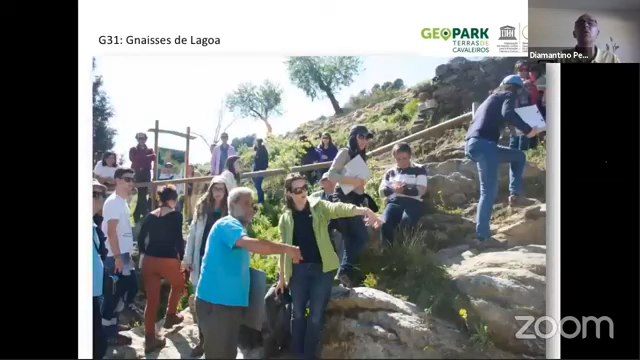 G31: Gnaisses de Lagoa
GEOPARK
TERRAS DE
CAVALEIROS
Diamantino Pe...
zoom